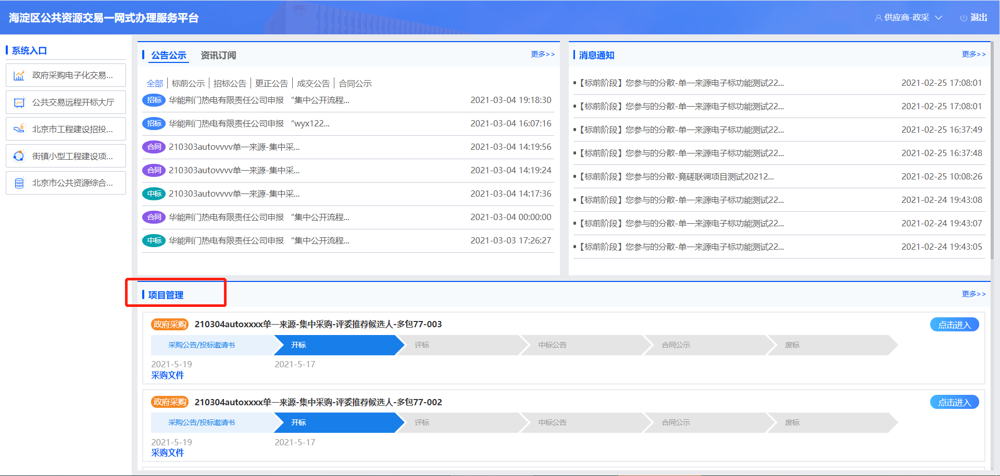 海淀区公共资源交易一网式办理服务平台
供应商-政采
退出
系统入口
政府采购电子化交易...
公共交易远程开标大厅
北京市工程建设招投...
街镇小型工程建设项...
北京市公共资源综合...
公告公示 资讯订阅 更多>>
全部 标前公示 招标公告 更正公告 成交公告 合同公示
招标 华能荆门热电有限责任公司申报 “集中公开流程... 2021-03-04 19:18:30
招标 华能荆门热电有限责任公司申报 “wyx122... 2021-03-04 16:07:16
合同 210303autovvvv单一来源-集中采... 2021-03-04 14:19:56
合同 210303autovvvv单一来源-集中采... 2021-03-04 14:19:24
中标 210303autovvvv单一来源-集中采... 2021-03-04 14:17:36
合同 华能荆门热电有限责任公司申报 “集中公开流程... 2021-03-04 00:00:00
中标 华能荆门热电有限责任公司申报 “集中公开流程... 2021-03-03 17:26:27
消息通知 更多>>
【标前阶段】您参与的分散-单一来源电子标功能测试22... 2021-02-25 17:08:01
【标前阶段】您参与的分散-单一来源电子标功能测试22... 2021-02-25 17:08:01
【标前阶段】您参与的分散-单一来源电子标功能测试22... 2021-02-25 16:37:49
【标前阶段】您参与的分散-单一来源电子标功能测试22... 2021-02-25 16:37:48
【标前阶段】您参与的分散-竟磋联调项目测试20212... 2021-02-25 10:08:26
【标前阶段】您参与的分散-单一来源电子标功能测试22... 2021-02-24 19:43:08
【标前阶段】您参与的分散-单一来源电子标功能测试22... 2021-02-24 19:43:07
【标前阶段】您参与的分散-单一来源电子标功能测试22... 2021-02-24 19:43:05
项目管理 更多>>
政府采购 210304autoxxxx单一来源-集中采购-评委推荐候选人-多包77-003 点击进入
采购公告/投标邀请书 开标 评标 中标公告 合同公示 废标
2021-5-19 2021-5-17
采购文件
政府采购 210304autoxxxx单一来源-集中采购-评委推荐候选人-多包77-002 点击进入
采购公告/投标邀请书 开标 评标 中标公告 合同公示 废标
2021-5-19 2021-5-17
采购文件